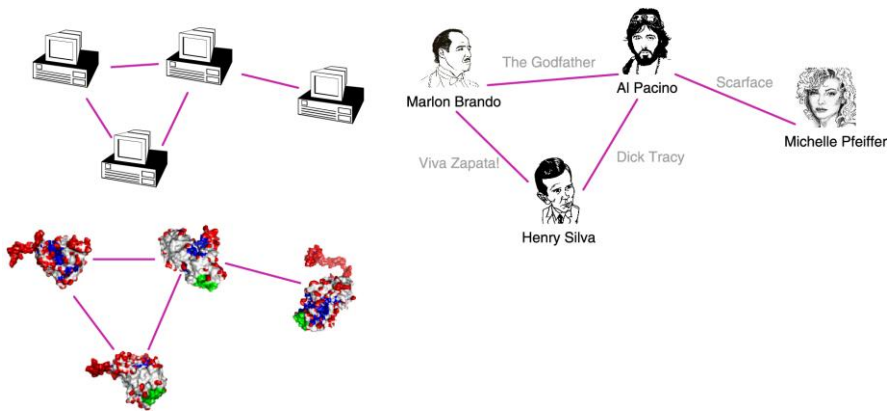 The Godfather
Marlon Brando
Al Pacino
Scarface
Michelle Pfeiffer
Viva Zapata!
Dick Tracy
Henry Silva